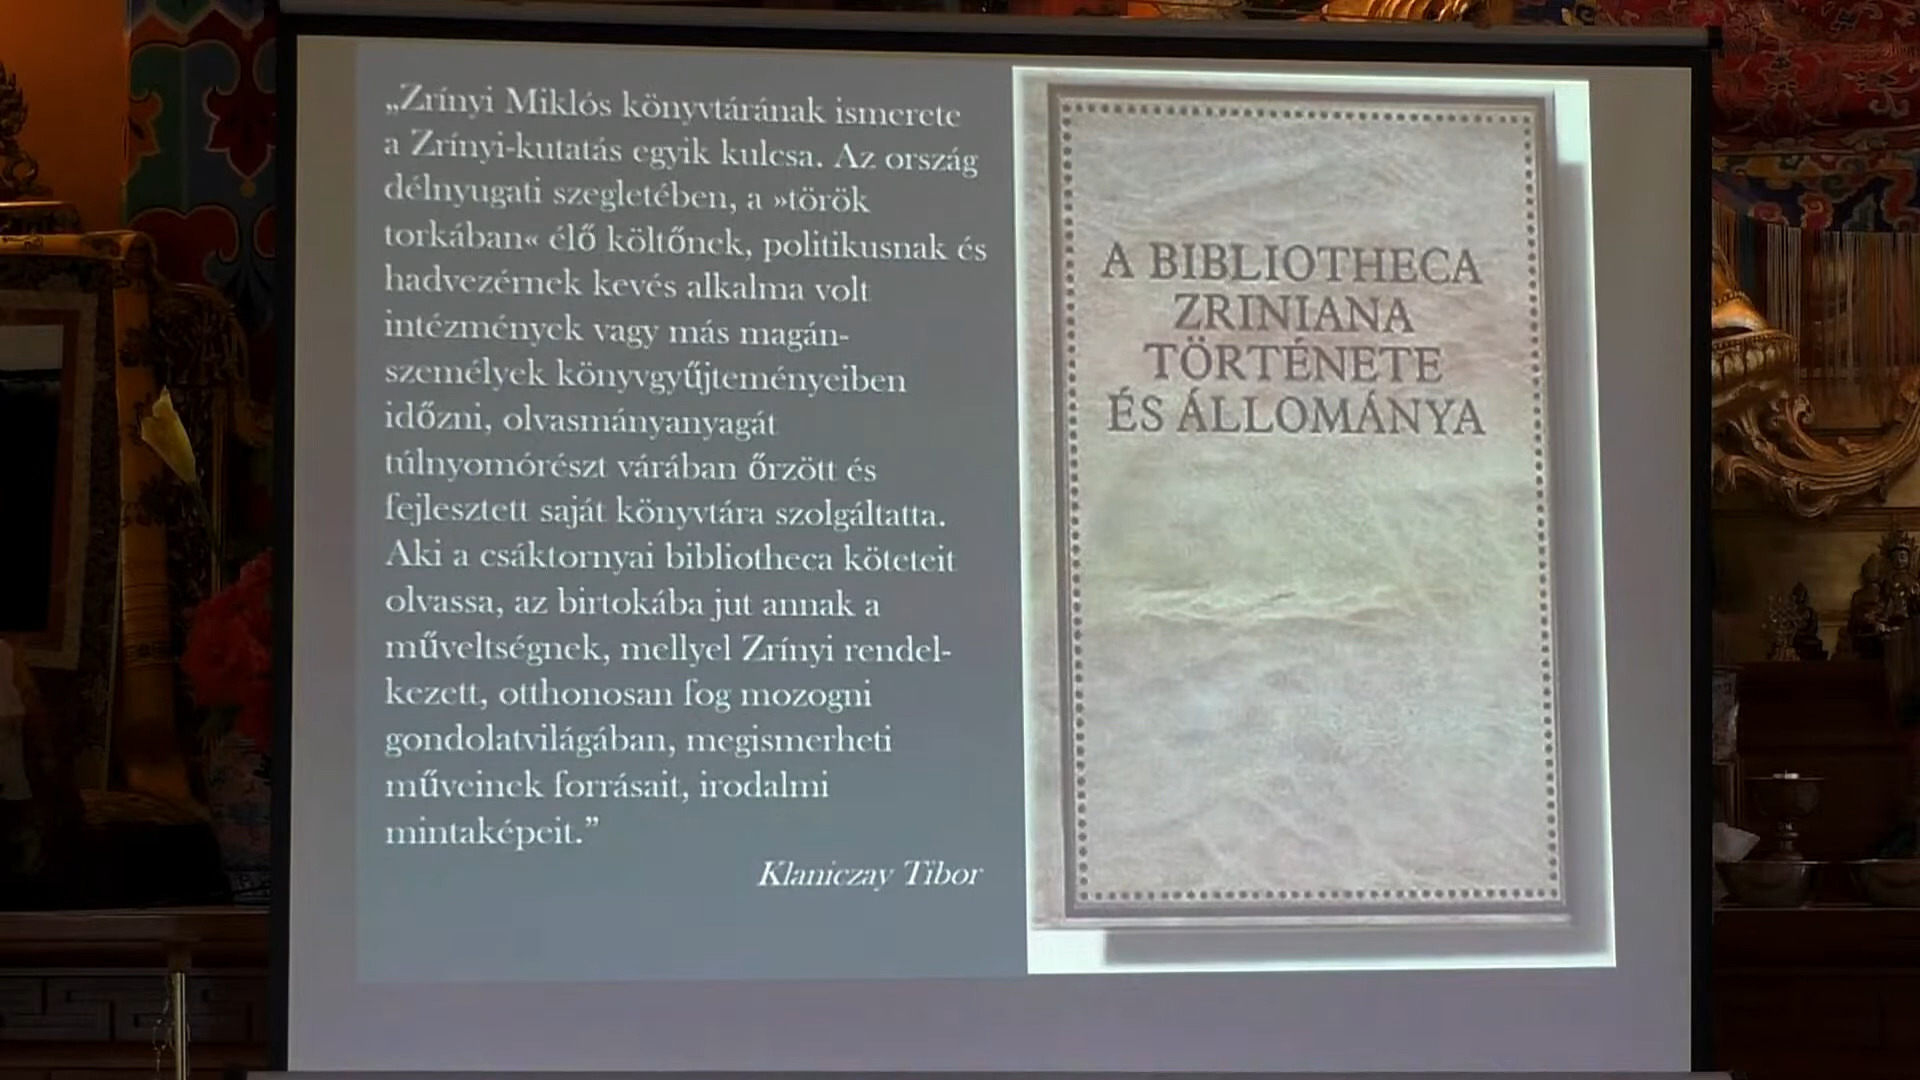 „Zrínyi Miklós könyvtárának ismerete
a Zrínyi-kutatás egyik kulcsa. Az ország
délnyugati szegletében, a »török
torkában« élő költőnek, politikusnak és
hadvezérnek kevés alkalma volt
intézmények vagy más magán-
személyek könyvgyűjteményeiben
időzni, olvasmányanyagát
túlnyomórészt várában őrzött és
fejlesztett saját könyvtára szolgáltatta.
Aki a csáktornyai bibliotheca köteteit
olvassa, az birtokába jut annak a
műveltségnek, mellyel Zrínyi rendel-
kezett, otthonosan fog mozogni
gondolatvilágában, megismerheti
műveinek forrásait, irodalmi
mintaképeit.”
Klaniczay Tibor
A BIBLIOTHECA
ZRINIANA
TÖRTÉNETE
ÉS ÁLLOMÁNYA